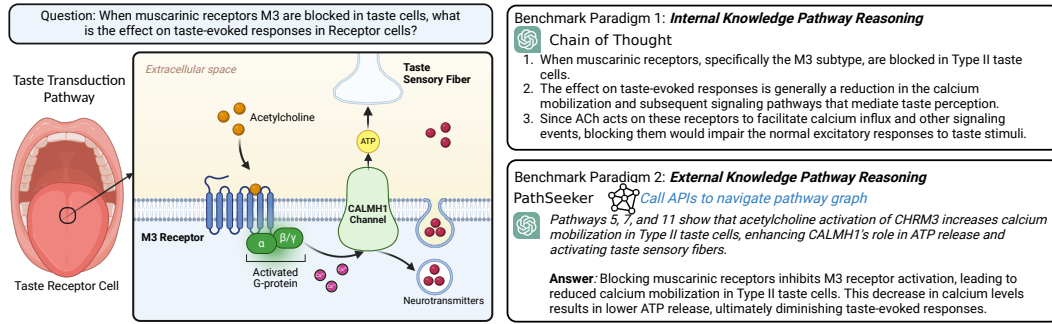 Question: When muscarinic receptors M3 are blocked in taste cells, what
is the effect on taste-evoked responses in Receptor cells?
Taste Transduction
Pathway
Taste Receptor Cell
Extracellular space
Taste
Sensory Fiber
Acetylcholine
ATP
CALMH1
Channel
M3 Receptor
α
β/γ
Activated
G-protein
Ca²⁺
Ca²⁺
Ca²⁺
Neurotransmitters
Benchmark Paradigm 1: Internal Knowledge Pathway Reasoning
Chain of Thought
1. When muscarinic receptors, specifically the M3 subtype, are blocked in Type II taste
cells.
2. The effect on taste-evoked responses is generally a reduction in the calcium
mobilization and subsequent signaling pathways that mediate taste perception.
3. Since ACh acts on these receptors to facilitate calcium influx and other signaling
events, blocking them would impair the normal excitatory responses to taste stimuli.
Benchmark Paradigm 2: External Knowledge Pathway Reasoning
PathSeeker Call APIs to navigate pathway graph
Pathways 5, 7, and 11 show that acetylcholine activation of CHRM3 increases calcium
mobilization in Type II taste cells, enhancing CALMH1's role in ATP release and
activating taste sensory fibers.
Answer: Blocking muscarinic receptors inhibits M3 receptor activation, leading to
reduced calcium mobilization in Type II taste cells. This decrease in calcium levels
results in lower ATP release, ultimately diminishing taste-evoked responses.